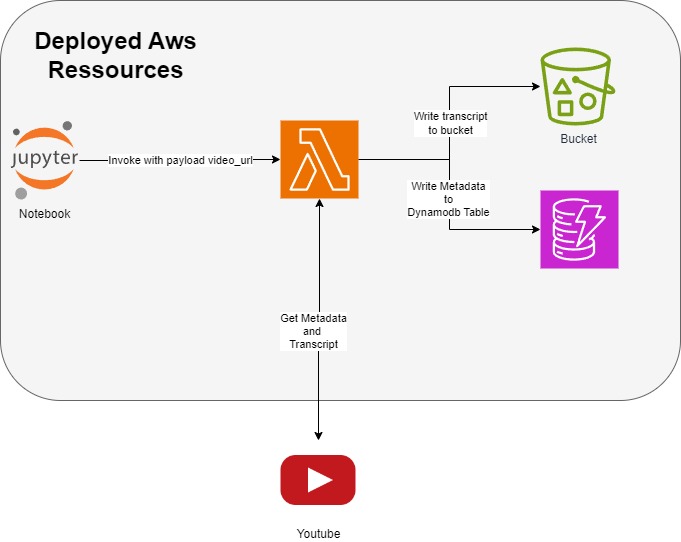 Deployed Aws
Ressources
jupyter
Notebook
Invoke with payload video_url
Write transcript
to bucket
Bucket
Write Metadata
to
Dynamodb Table
Get Metadata
and
Transcript
Youtube